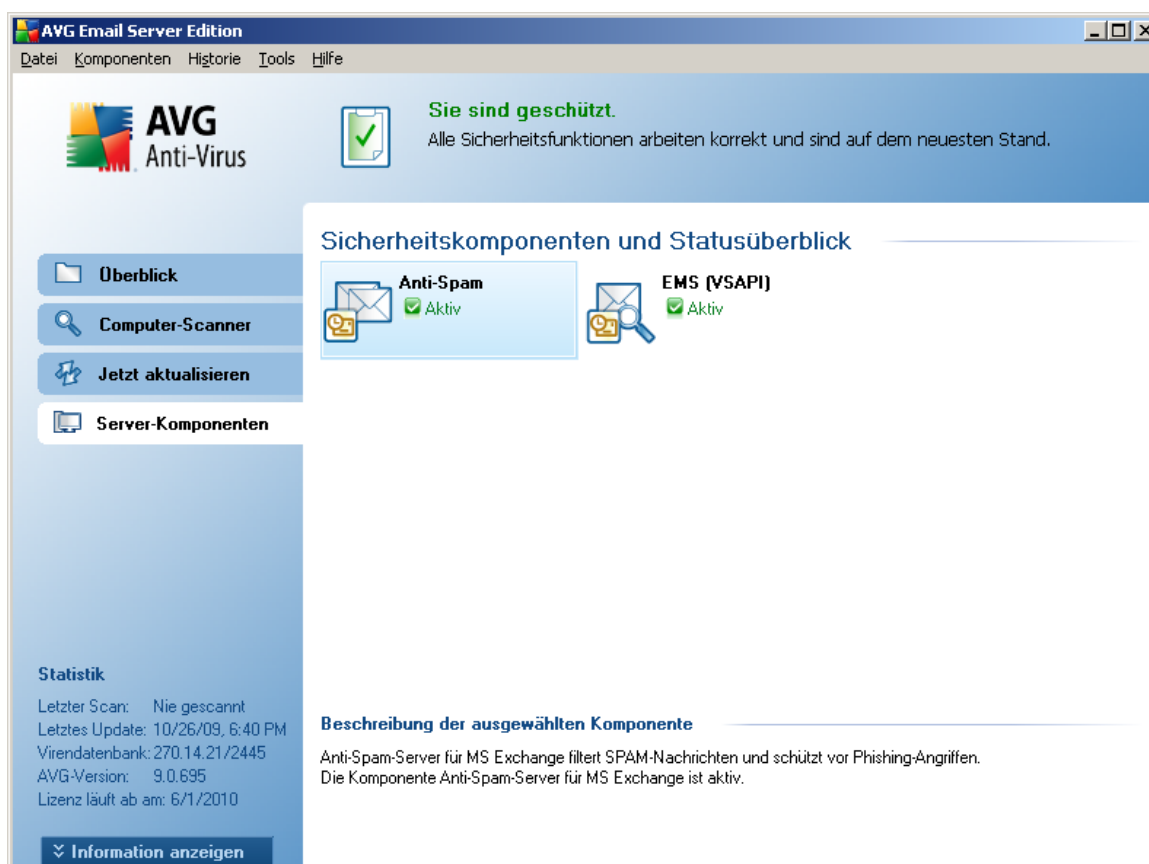 AVG Email Server Edition
Datei Komponenten Historie Tools Hilfe
AVG
Anti-Virus
Sie sind geschützt.
Alle Sicherheitsfunktionen arbeiten korrekt und sind auf dem neuesten Stand.
Überblick
Computer-Scanner
Jetzt aktualisieren
Server-Komponenten
Sicherheitskomponenten und Statusüberblick
Anti-Spam
Aktiv
EMS (VSAPI)
Aktiv
Statistik
Letzter Scan: Nie gescannt
Letztes Update: 10/26/09, 6:40 PM
Virendatenbank: 270.14.21/2445
AVG-Version: 9.0.695
Lizenz läuft ab am: 6/1/2010
Information anzeigen
Beschreibung der ausgewählten Komponente
Anti-Spam-Server für MS Exchange filtert SPAM-Nachrichten und schützt vor Phishing-Angriffen.
Die Komponente Anti-Spam-Server für MS Exchange ist aktiv.